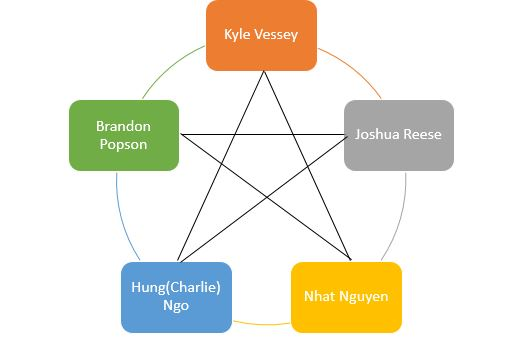 Kyle Vessey
Brandon
Popson
Joshua Reese
Hung(Charlie)
Ngo
Nhat Nguyen